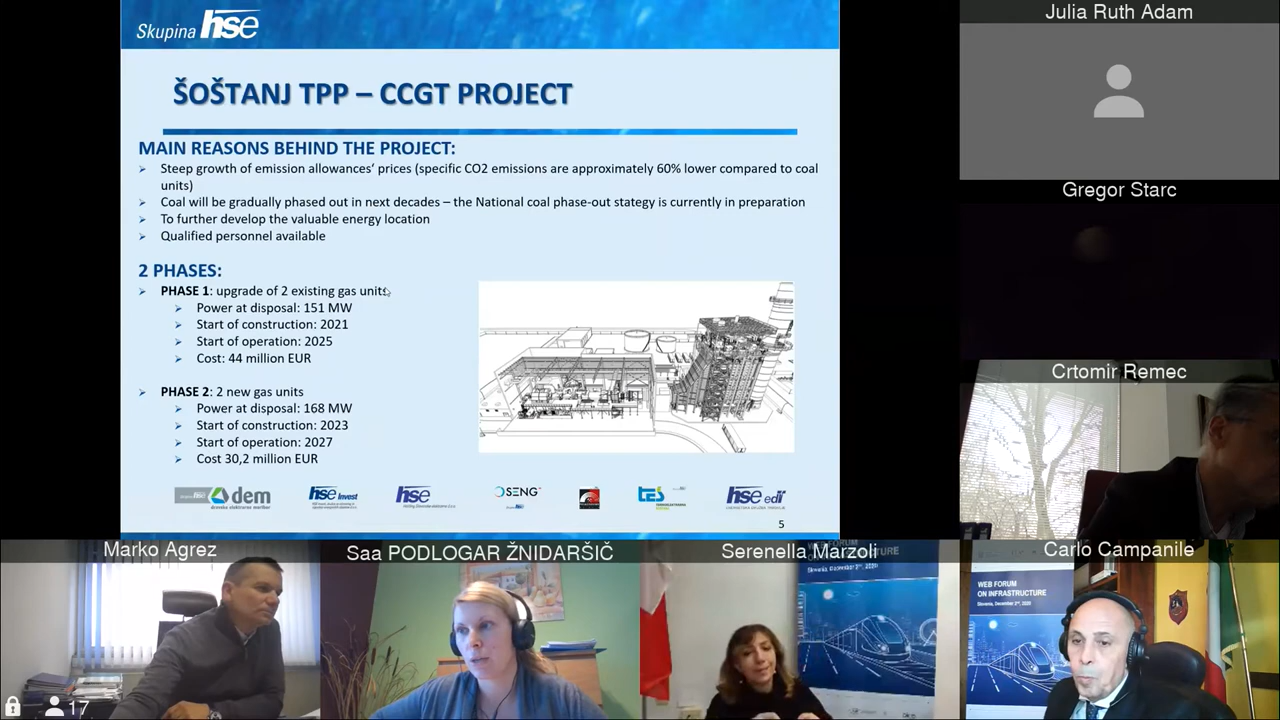 Skupina hse
ŠOŠTANJ TPP – CCGT PROJECT
MAIN REASONS BEHIND THE PROJECT:
Steep growth of emission allowances' prices (specific CO2 emissions are approximately 60% lower compared to coal
units)
Coal will be gradually phased out in next decades – the National coal phase-out stategy is currently in preparation
To further develop the valuable energy location
Qualified personnel available
2 PHASES:
PHASE 1: upgrade of 2 existing gas units
Power at disposal: 151 MW
Start of construction: 2021
Start of operation: 2025
Cost: 44 million EUR
PHASE 2: 2 new gas units
Power at disposal: 168 MW
Start of construction: 2023
Start of operation: 2027
Cost 30,2 million EUR
dem
hse Invest
hse
SENG
TEŠ
hse edt
5
Julia Ruth Adam
Gregor Starc
Crtomir Remec
Marko Agrez
Saa PODLOGAR ŽNIDARŠIČ
Serenella Marzoli
Carlo Campanile
WEB FORUM
ON INFRASTRUCTURE
Slovenia, December 2nd, 2020
17